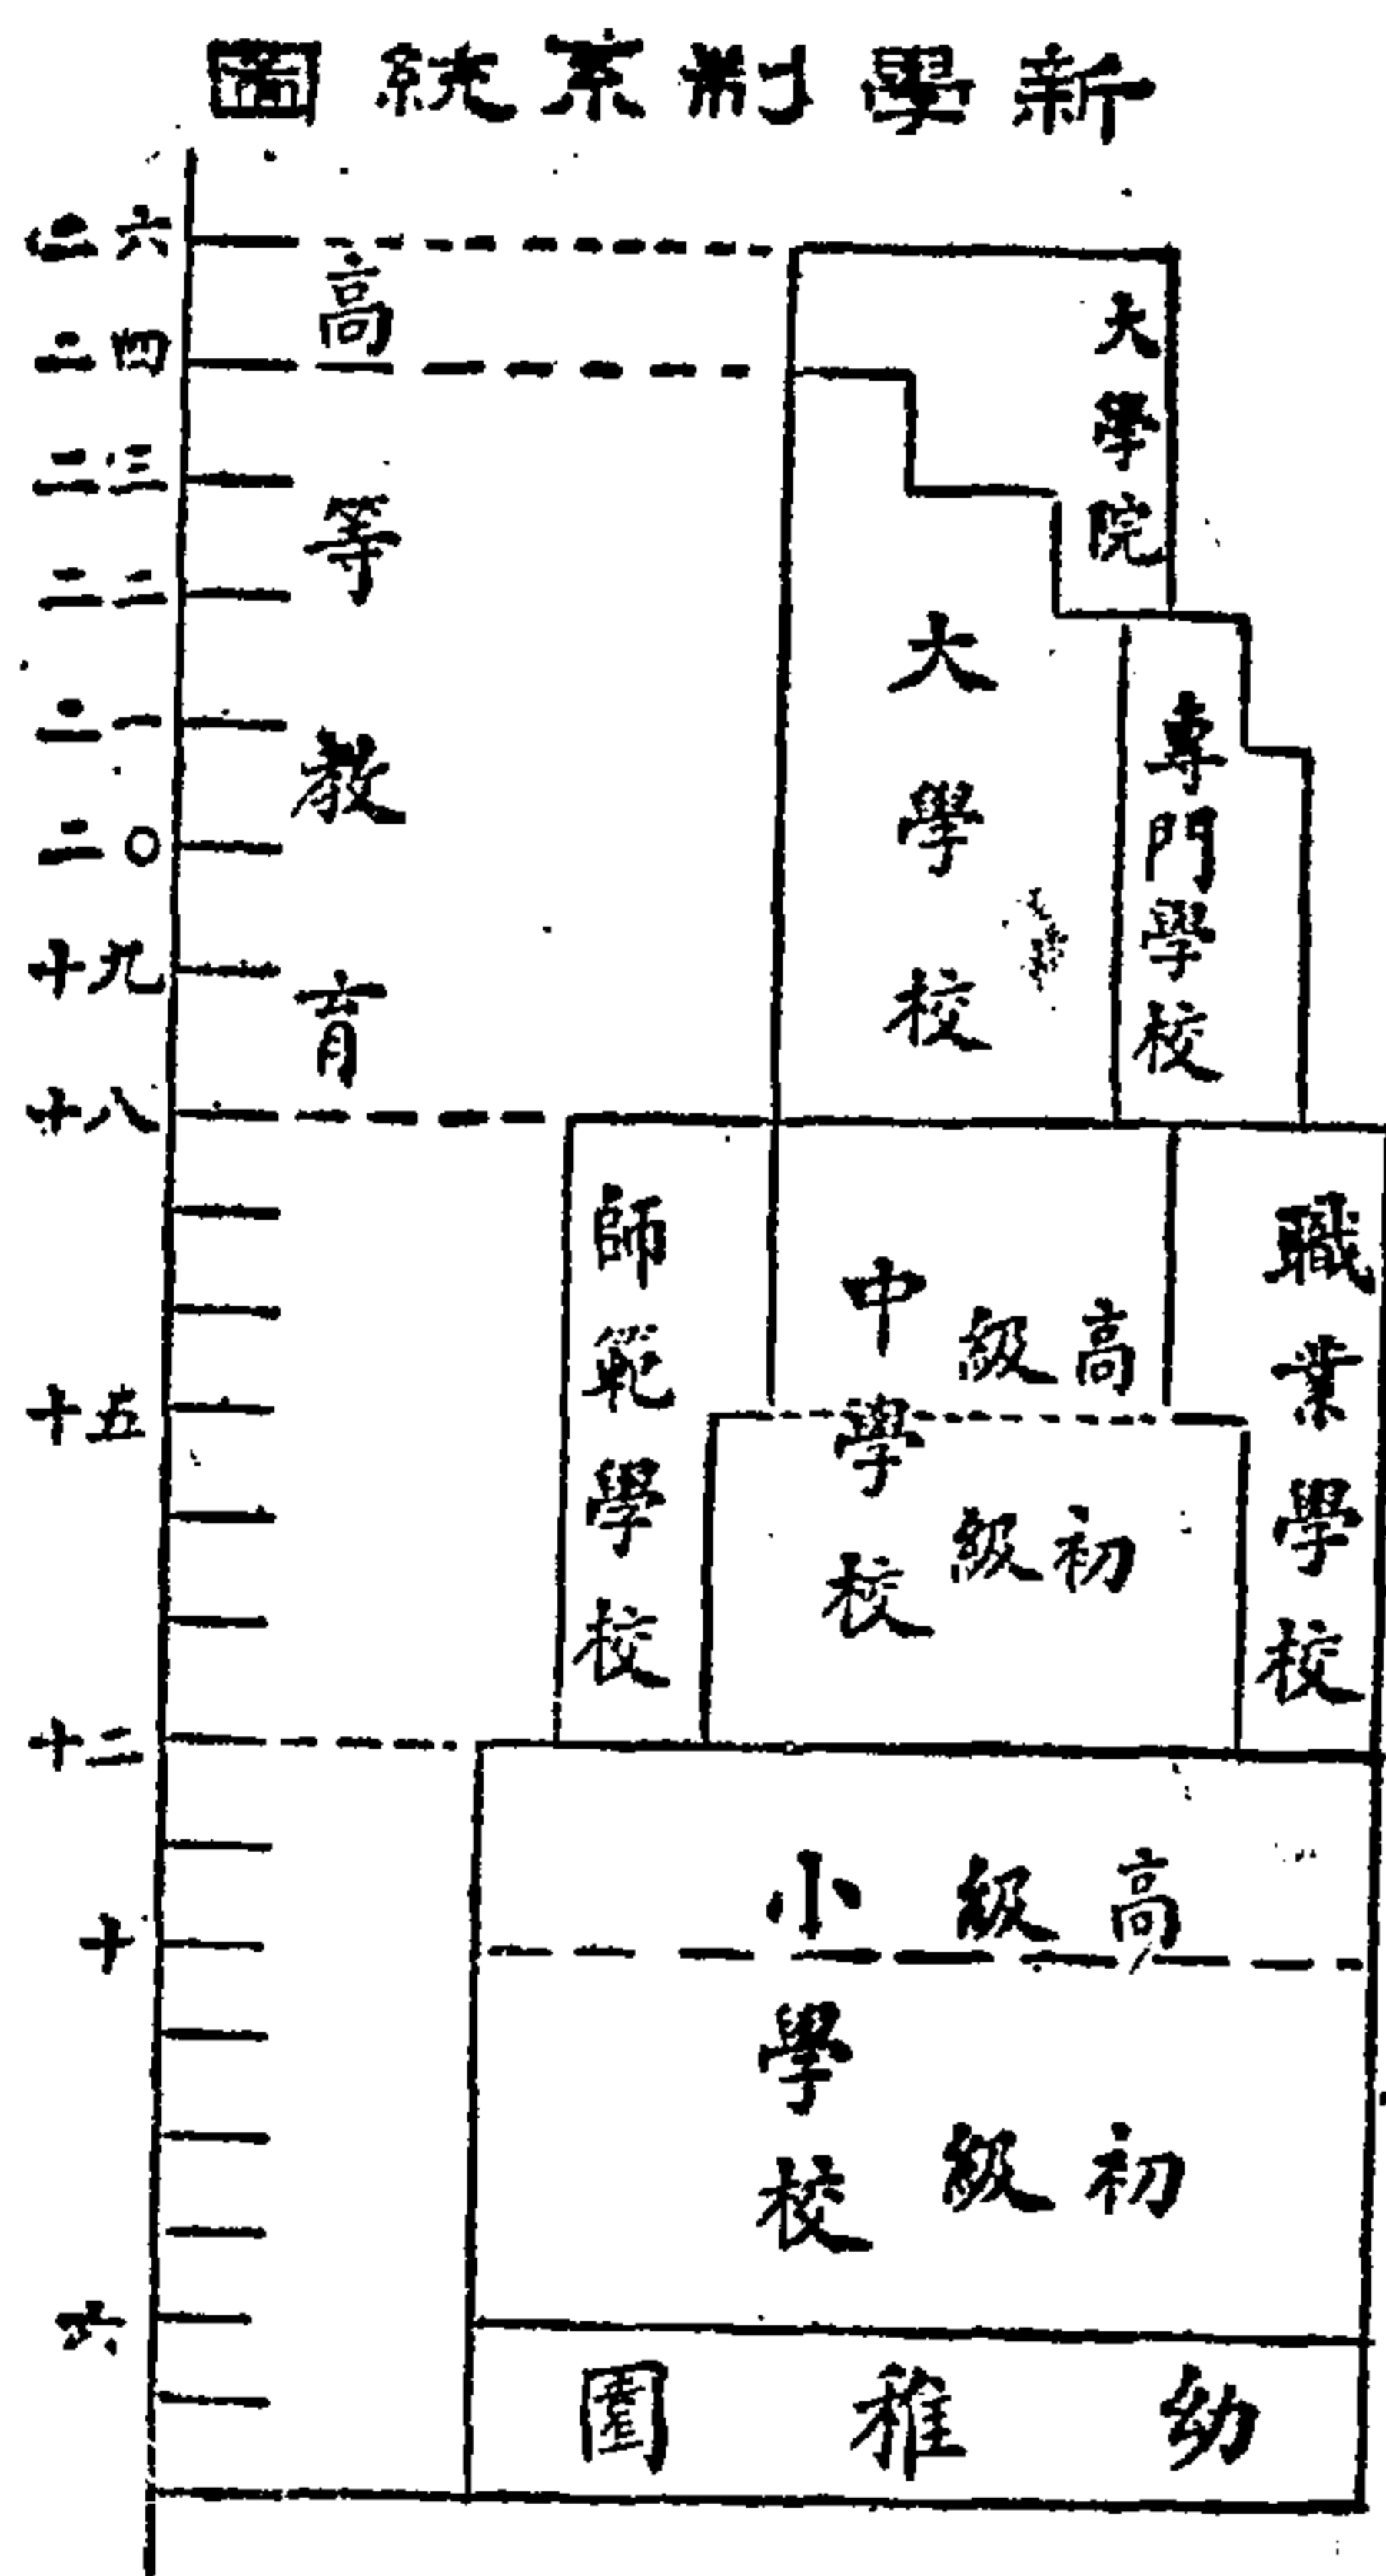 新學制系統圖
二六
二四
二三
二二
二一
二〇
十九
十八
十五
十二
十
六
高等教育
大學院
大學校
專門學校
師範學校
中學校
高級
初級
職業學校
小學校
高級
初級
幼稚園